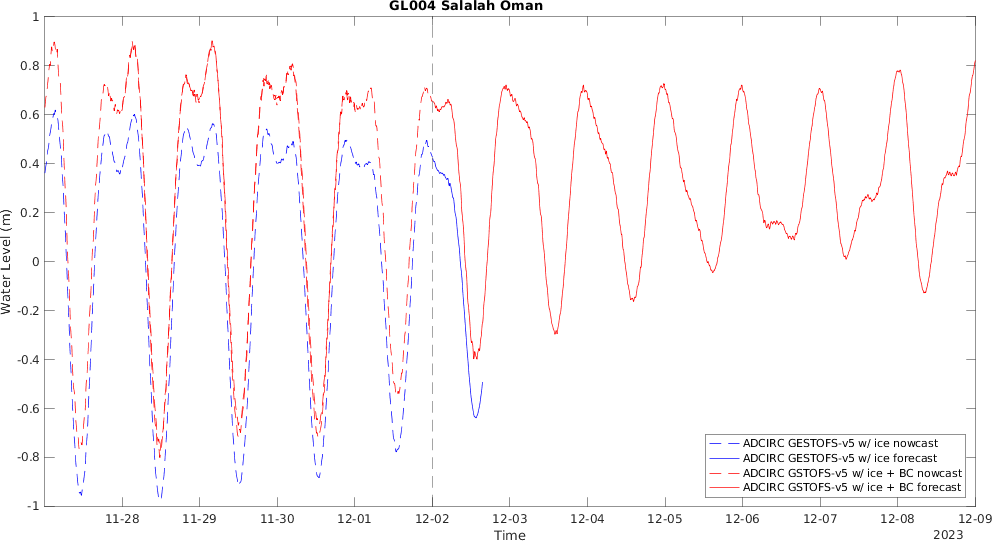 GL004 Salalah Oman
1
0.8
0.6
0.4
0.2
0
-0.2
-0.4
-0.6
-0.8
-1
Water Level (m)
11-28 11-29 11-30 12-01 12-02 12-03 12-04 12-05 12-06 12-07 12-08 12-09
Time
2023
ADCIRC GESTOFS-v5 w/ ice nowcast
ADCIRC GESTOFS-v5 w/ ice forecast
ADCIRC GSTOFS-v5 w/ ice + BC nowcast
ADCIRC GSTOFS-v5 w/ ice + BC forecast